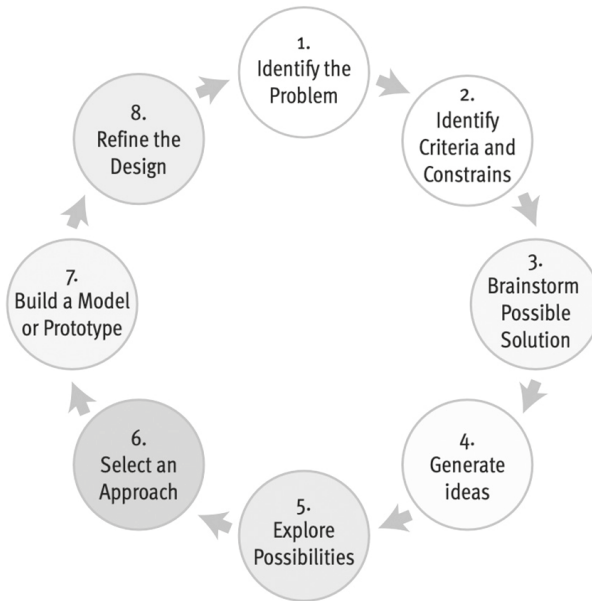 1.
Identify the
Problem
2.
Identify
Criteria and
Constrains
3.
Brainstorm
Possible
Solution
4.
Generate
ideas
5.
Explore
Possibilities
6.
Select an
Approach
7.
Build a Model
or Prototype
8.
Refine the
Design